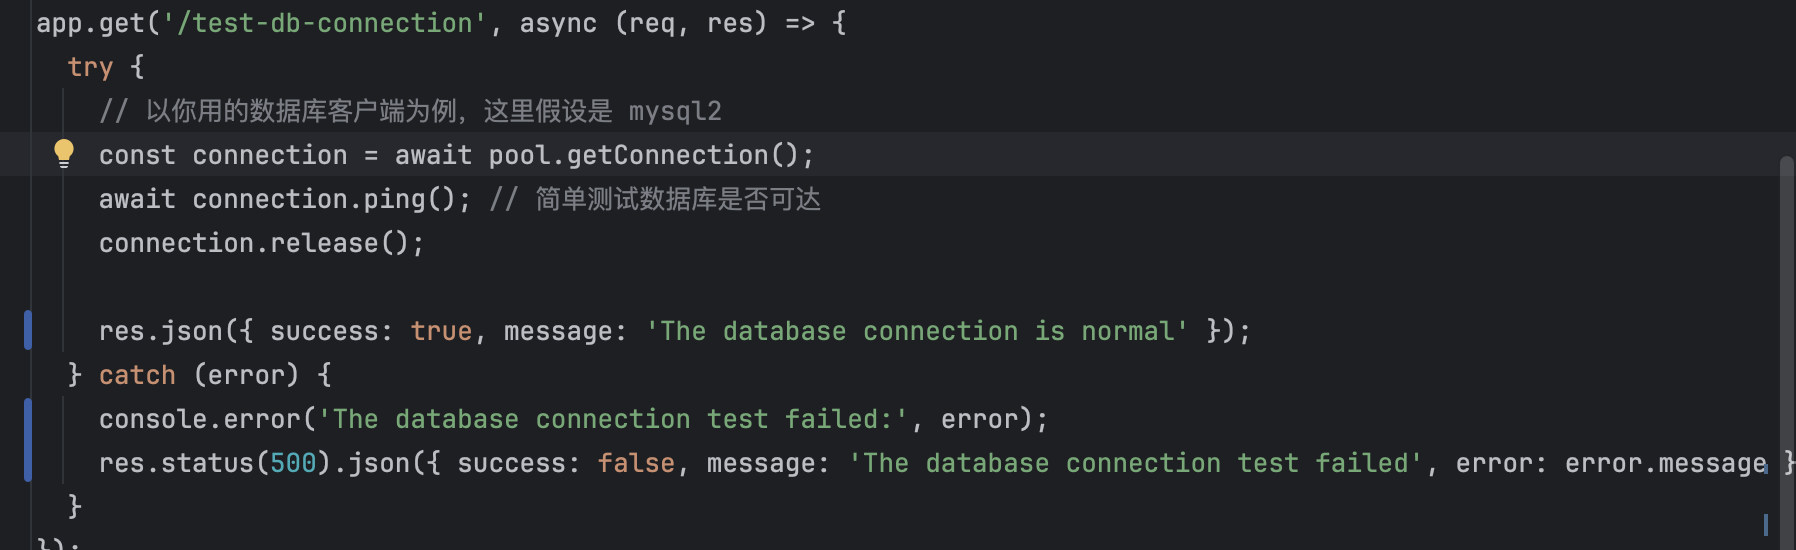 app.get('/test-db-connection', async (req, res) => {
try {
// 以你用的数据库客户端为例，这里假设是 mysql2
const connection = await pool.getConnection();
await connection.ping(); // 简单测试数据库是否可达
connection.release();
res.json({ success: true, message: 'The database connection is normal' });
} catch (error) {
console.error('The database connection test failed:', error);
res.status(500).json({ success: false, message: 'The database connection test failed', error: error.message }
}
});